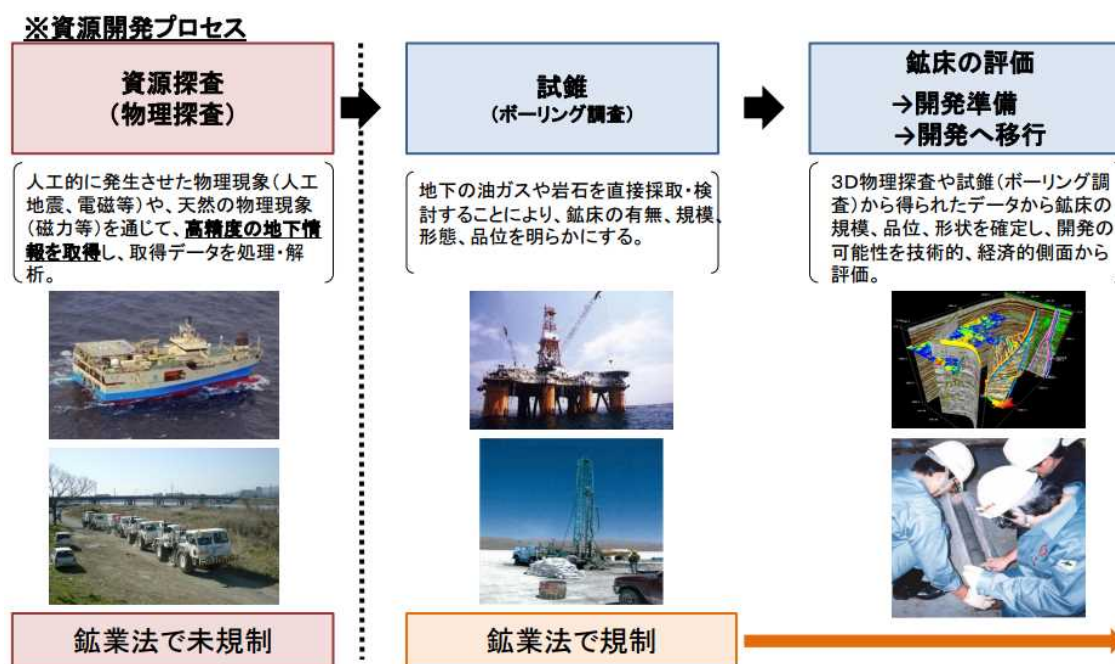 ※資源開発プロセス
資源探査
(物理探査)
人工的に発生させた物理現象(人工
地震、電磁等)や、天然の物理現象
(磁力等)を通じて、高精度の地下情
報を取得し、取得データを処理・解
析。
鉱業法で未規制
試錐
(ボーリング調査)
地下の油ガスや岩石を直接採取・検
討することにより、鉱床の有無、規模、
形態、品位を明らかにする。
鉱業法で規制
鉱床の評価
→開発準備
→開発へ移行
3D物理探査や試錐(ボーリング調
査)から得られたデータから鉱床の
規模、品位、形状を確定し、開発の
可能性を技術的、経済的側面から
評価。